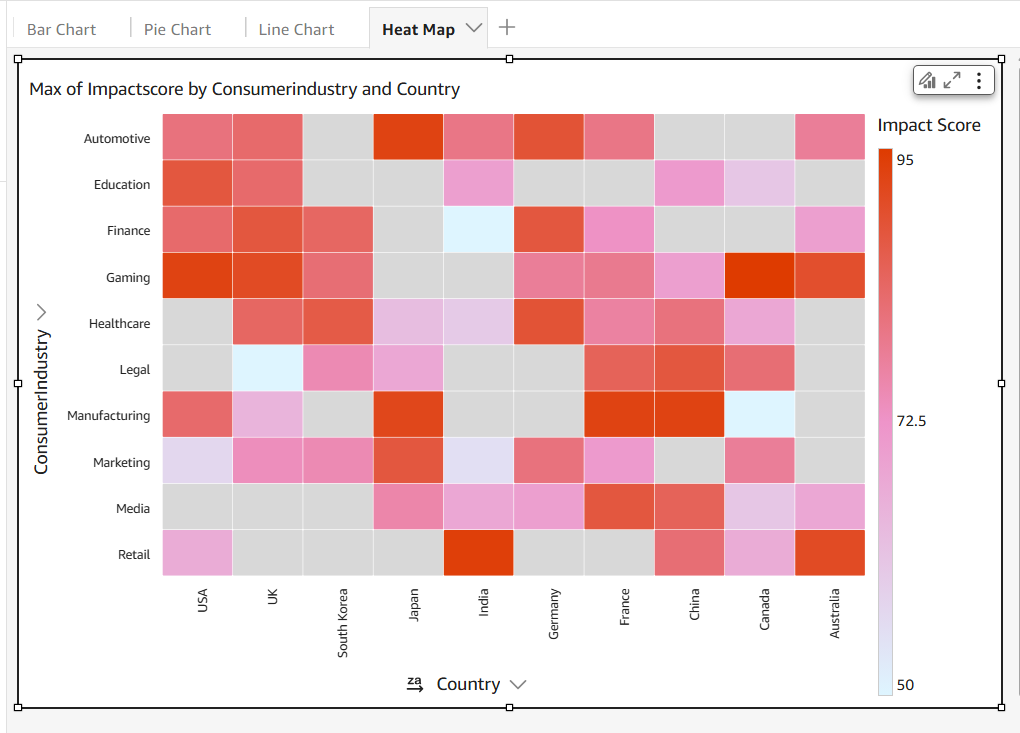 Bar Chart
Pie Chart
Line Chart
Heat Map
Max of Impactscore by Consumerindustry and Country
Impact Score
95
72.5
50
ConsumerIndustry
Automotive
Education
Finance
Gaming
Healthcare
Legal
Manufacturing
Marketing
Media
Retail
USA
UK
South Korea
Japan
India
Germany
France
China
Canada
Australia
za
Country